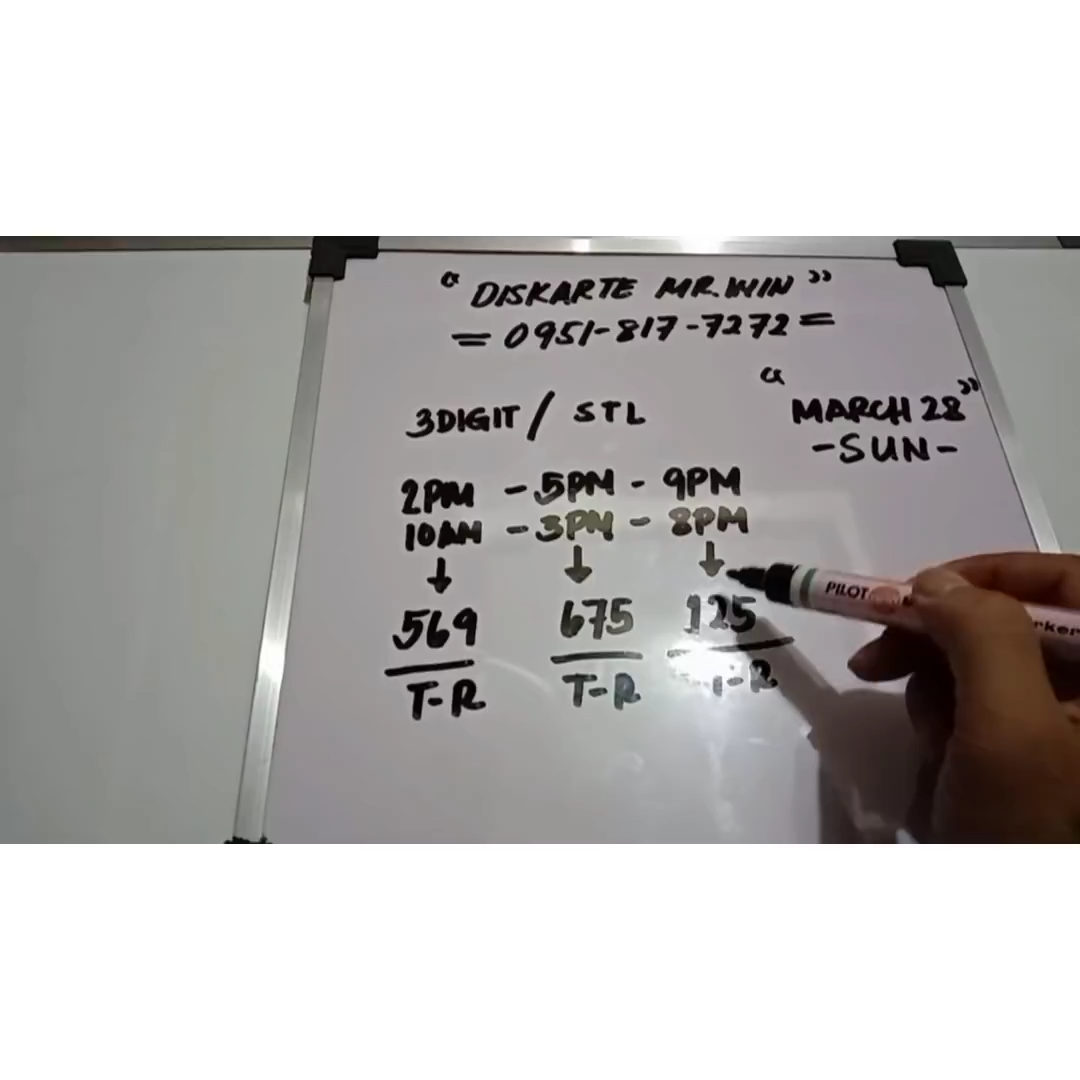 “ DISKARTE MR. WIN ”
= 0951-817-7272 =
“ MARCH 28 ”
-SUN-
3DIGIT / STL
2PM - 5PM - 9PM
10AM - 3PM - 8PM
↓ ↓ ↓
569 675 125
T-R T-R T-R
PILOT